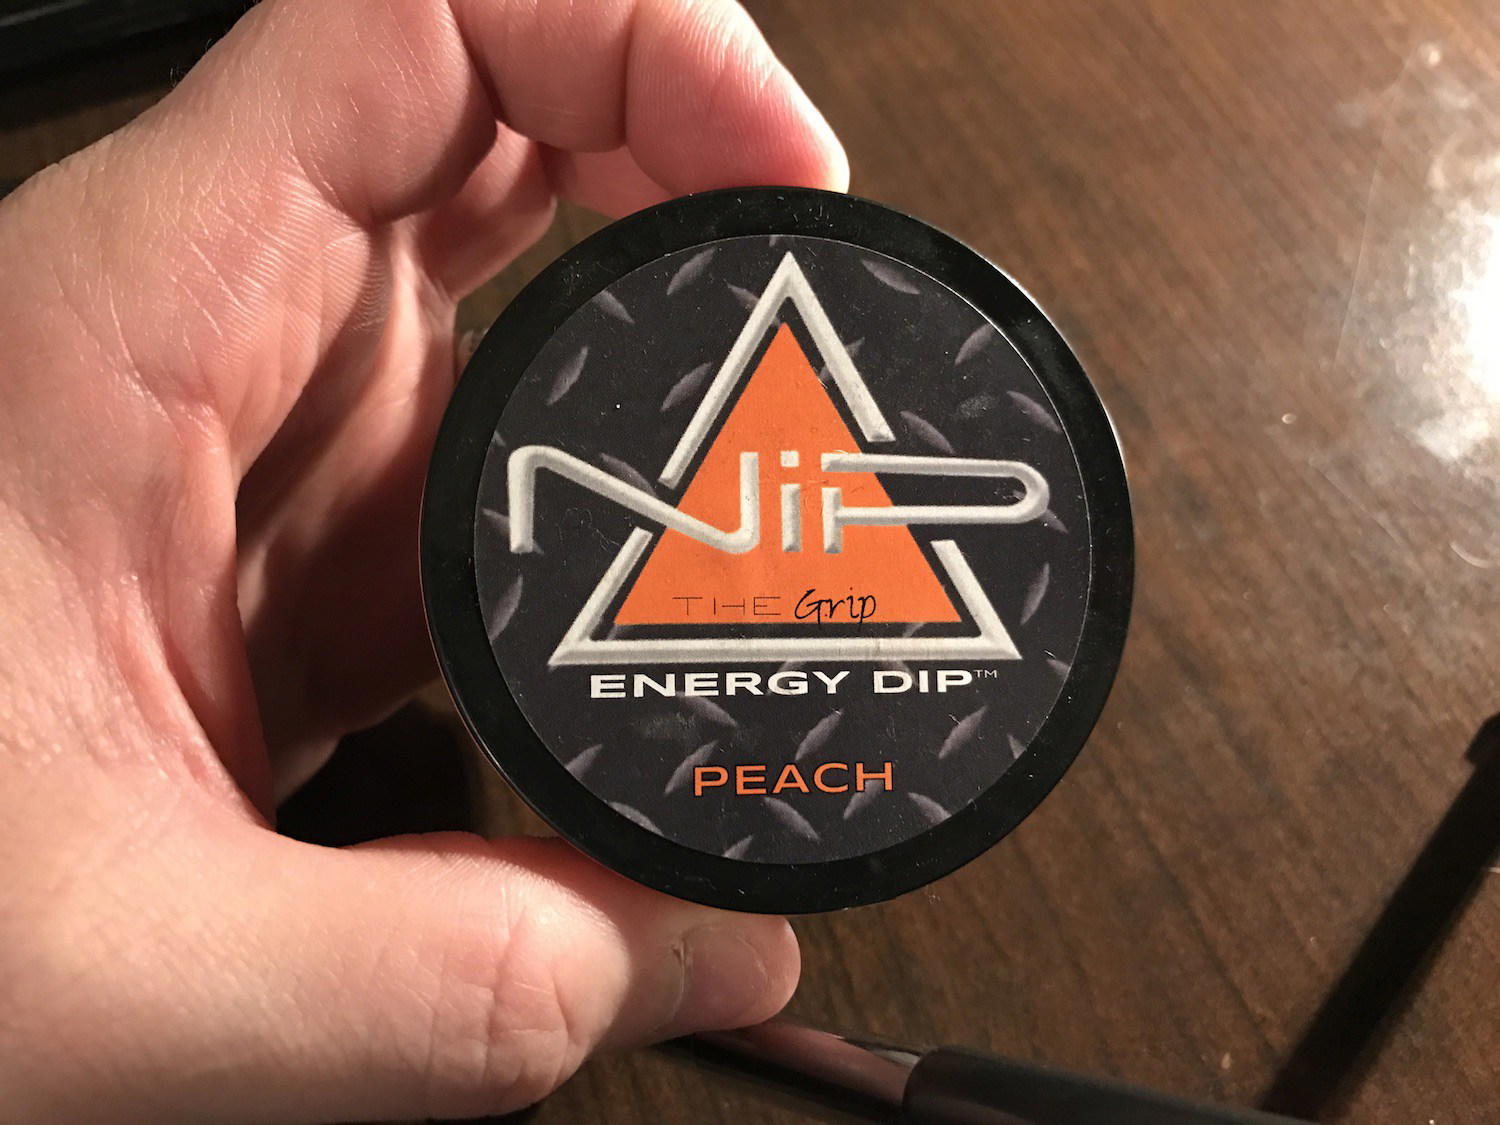 NiP
THE Grip
ENERGY DIP™
PEACH